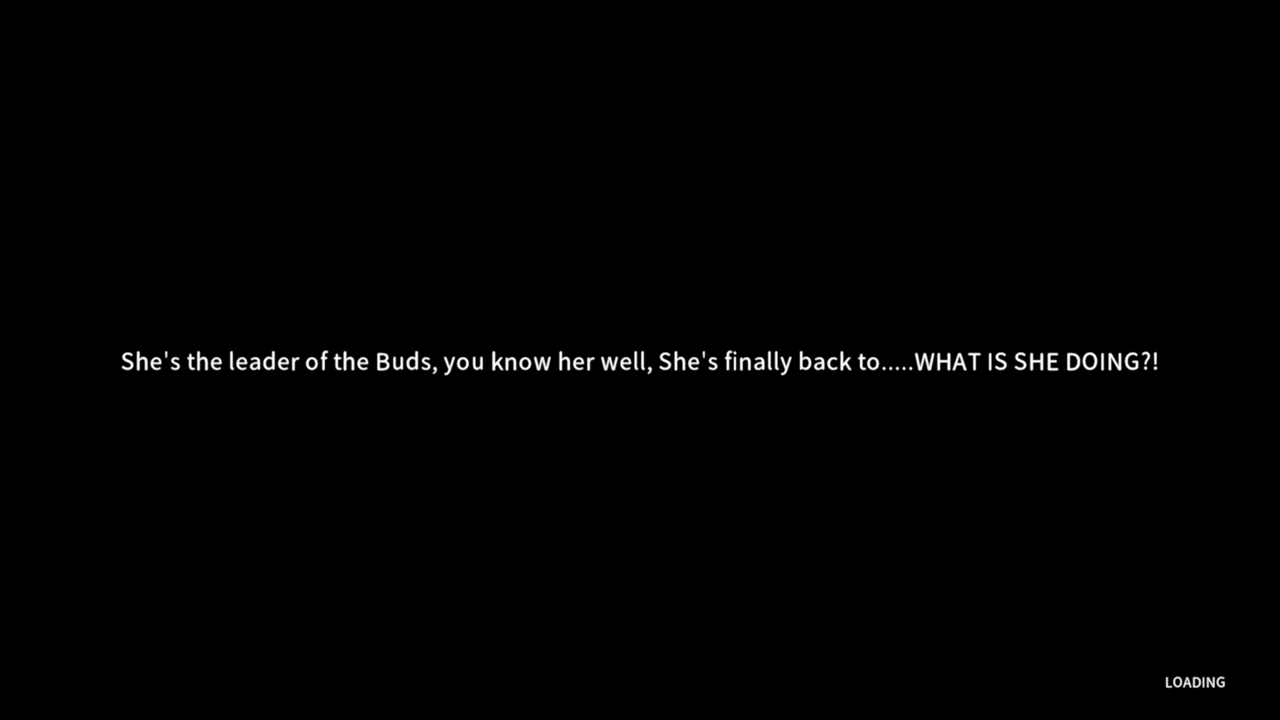 She's the leader of the Buds, you know her well, She's finally back to.....WHAT IS SHE DOING?!
LOADING